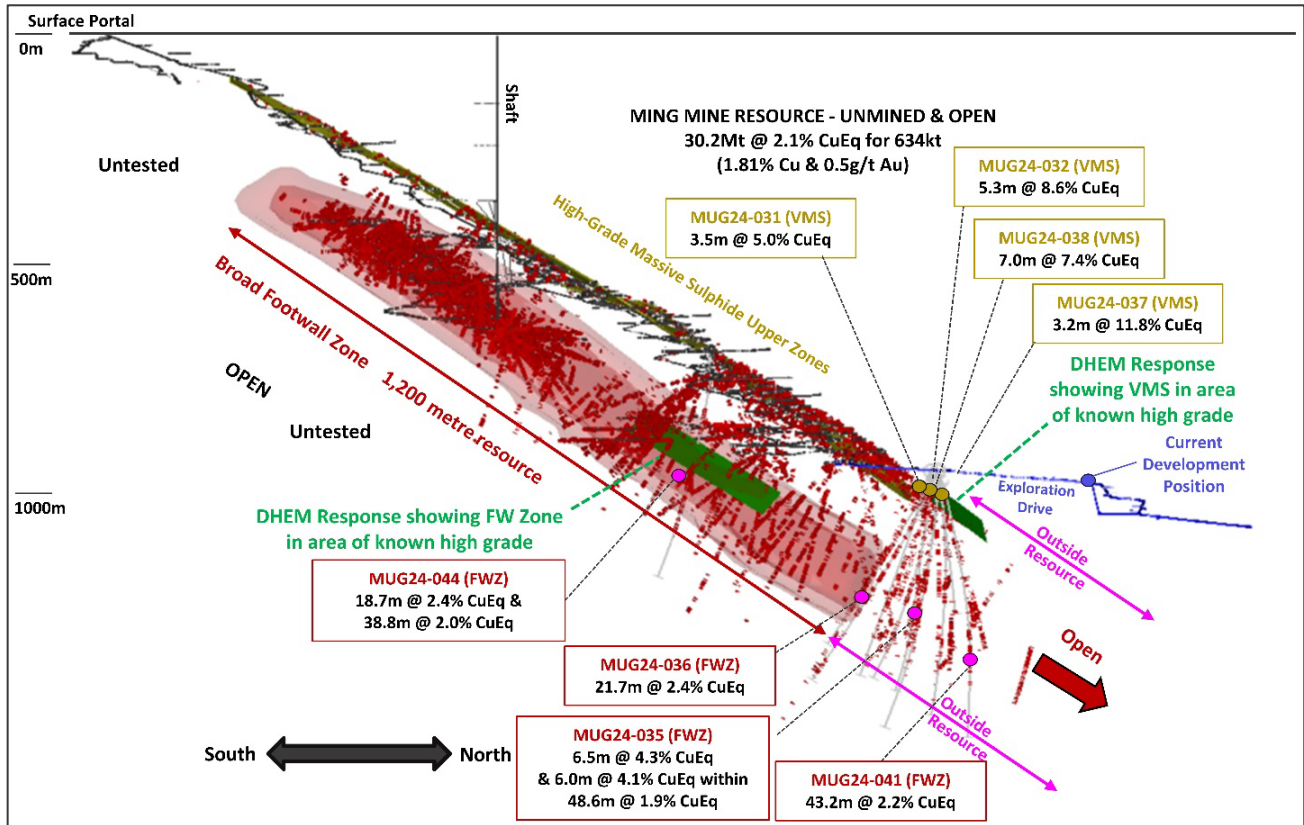 Surface Portal
0m
500m
1000m
Untested
Shaft
MING MINE RESOURCE - UNMINED & OPEN
30.2Mt @ 2.1% CuEq for 634kt
(1.81% Cu & 0.5g/t Au)
MUG24-032 (VMS)
5.3m @ 8.6% CuEq
MUG24-031 (VMS)
3.5m @ 5.0% CuEq
MUG24-038 (VMS)
7.0m @ 7.4% CuEq
MUG24-037 (VMS)
3.2m @ 11.8% CuEq
High-Grade Massive Sulphide Upper Zones
Broad Footwall Zone 1,200 metre resource
OPEN
Untested
DHEM Response
showing VMS in area
of known high grade
Current
Development
Position
Exploration
Drive
Outside
Resource
DHEM Response showing FW Zone
in area of known high grade
MUG24-044 (FWZ)
18.7m @ 2.4% CuEq &
38.8m @ 2.0% CuEq
MUG24-036 (FWZ)
21.7m @ 2.4% CuEq
MUG24-035 (FWZ)
6.5m @ 4.3% CuEq
& 6.0m @ 4.1% CuEq within
48.6m @ 1.9% CuEq
MUG24-041 (FWZ)
43.2m @ 2.2% CuEq
Open
Outside
Resource
South
North